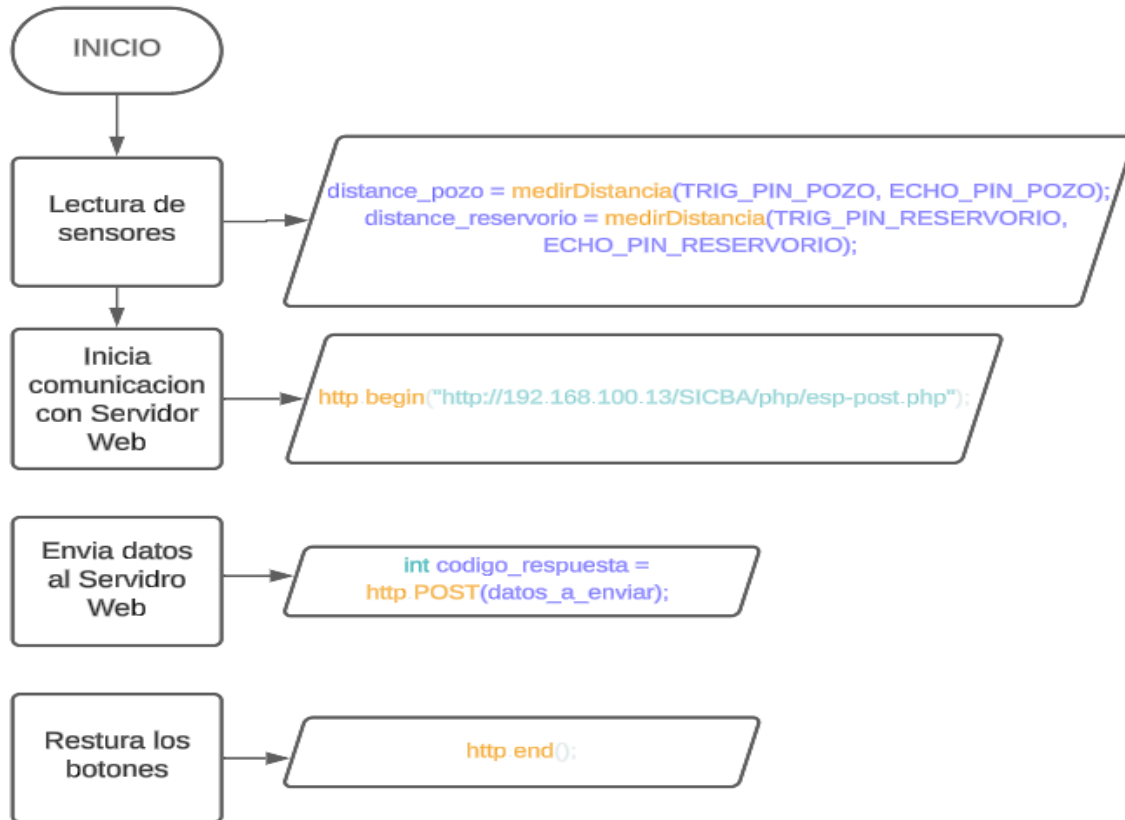 INICIO
Lectura de
sensores
distance_pozo = medirDistancia(TRIG_PIN_POZO, ECHO_PIN_POZO);
distance_reservorio = medirDistancia(TRIG_PIN_RESERVORIO,
ECHO_PIN_RESERVORIO);
Inicia
comunicacion
con Servidor
Web
http.begin("http://192.168.100.13/SICBA/php/esp-post.php");
Envia datos
al Servidro
Web
int codigo_respuesta =
http.POST(datos_a_enviar);
Restura los
botones
http.end();